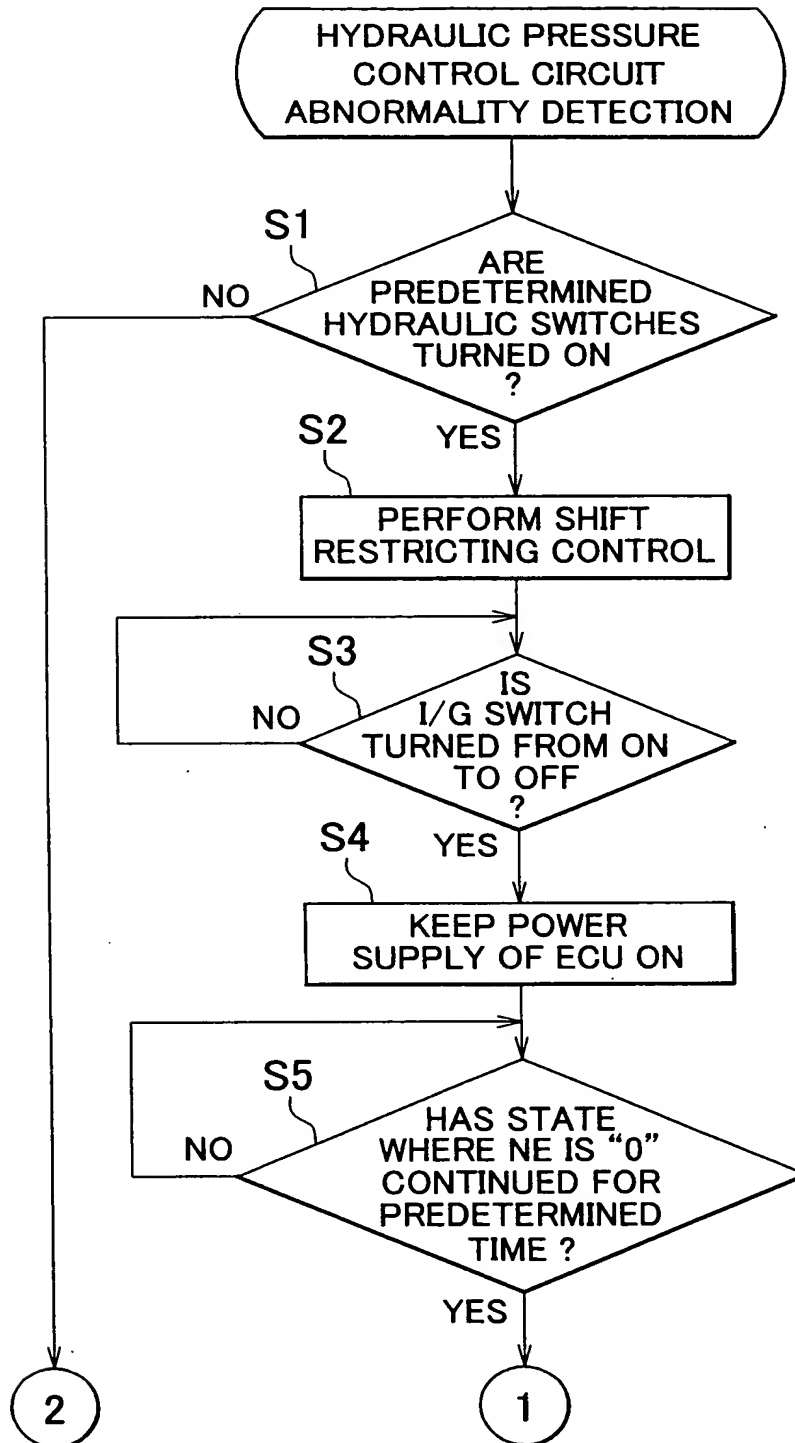 HYDRAULIC PRESSURE
CONTROL CIRCUIT
ABNORMALITY DETECTION
S1
ARE
PREDETERMINED
HYDRAULIC SWITCHES
TURNED ON
?
NO
YES
S2
PERFORM SHIFT
RESTRICTING CONTROL
S3
IS
I/G SWITCH
TURNED FROM ON
TO OFF
?
NO
YES
S4
KEEP POWER
SUPPLY OF ECU ON
S5
HAS STATE
WHERE NE IS “0”
CONTINUED FOR
PREDETERMINED
TIME ?
NO
YES
2
1